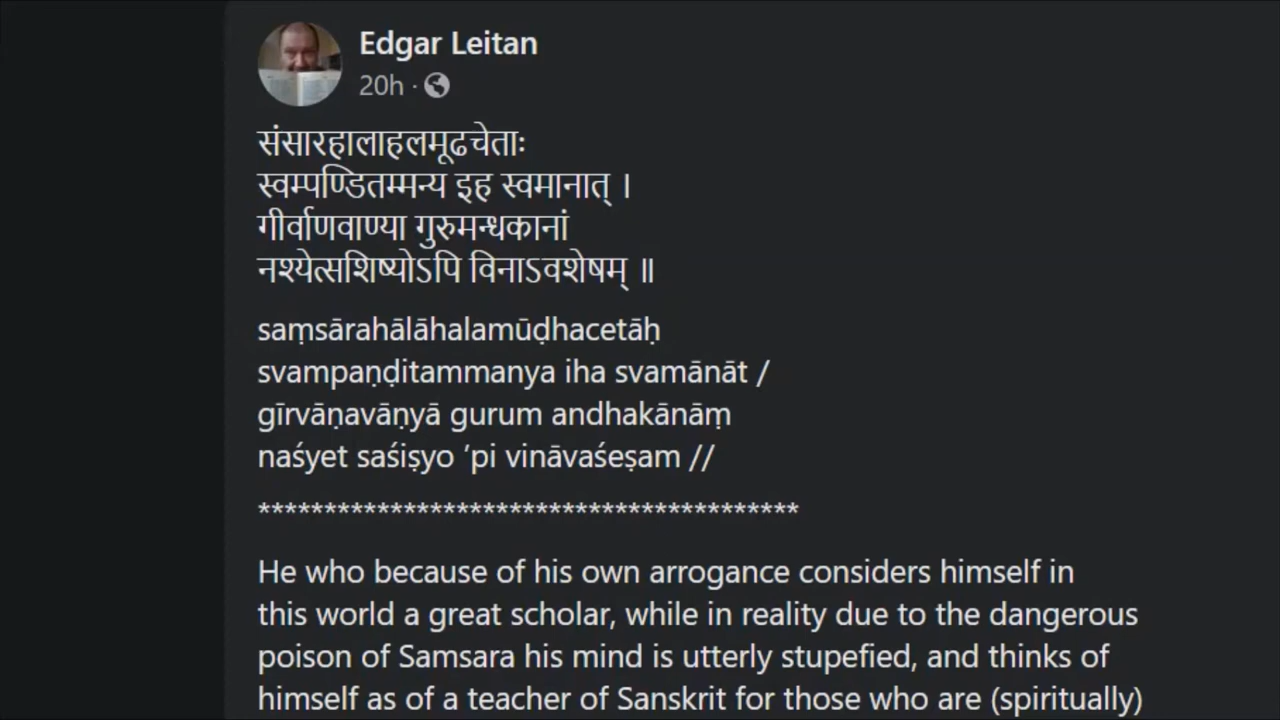 Edgar Leitan
20h ·
संसारहालाहलमूढचेताः
स्वम्पण्डितम्मन्य इह स्वमानात् ।
गीर्वाणवाण्या गुरुमन्धकानां
नश्येत्सशिष्योऽपि विनाऽवशेषम् ॥
saṃsārahālāhalamūḍhacetāḥ
svampaṇḍitammanya iha svamānāt /
gīrvāṇavāṇyā gurum andhakānāṃ
naśyet saśiṣyo ’pi vināvaśeṣam //
*****************************************
He who because of his own arrogance considers himself in
this world a great scholar, while in reality due to the dangerous
poison of Samsara his mind is utterly stupefied, and thinks of
himself as of a teacher of Sanskrit for those who are (spiritually)